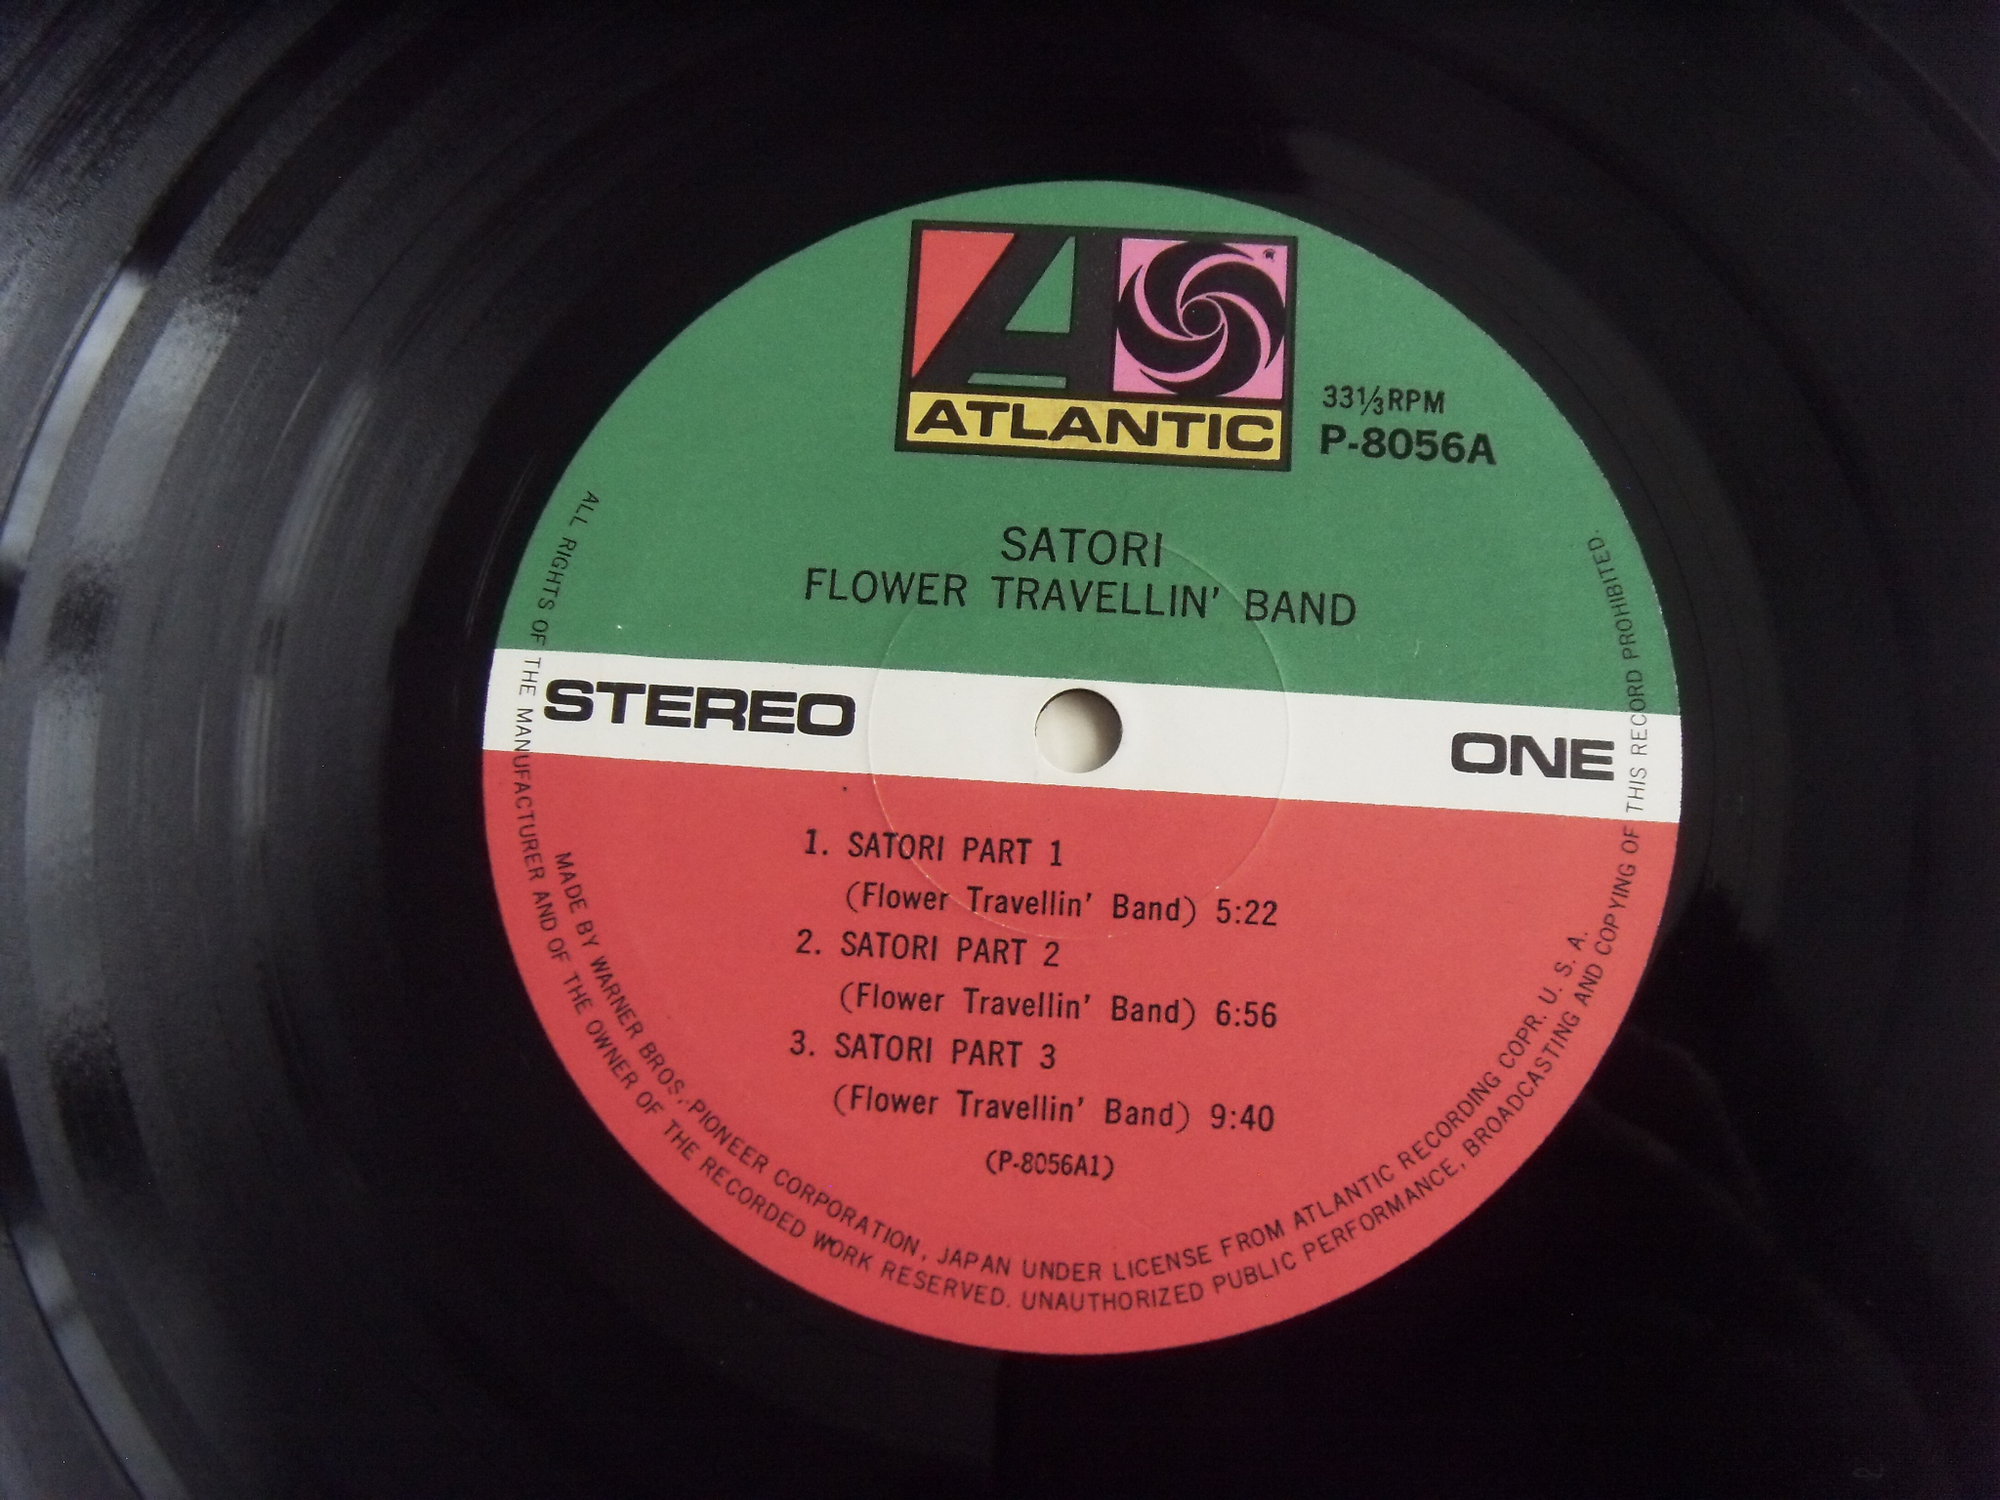 ATLANTIC
33⅓RPM
P-8056A
SATORI
FLOWER TRAVELLIN' BAND
STEREO
ONE
1. SATORI PART 1
(Flower Travellin' Band) 5:22
2. SATORI PART 2
(Flower Travellin' Band) 6:56
3. SATORI PART 3
(Flower Travellin' Band) 9:40
(P-8056A1)
MADE BY WARNER BROS.-PIONEER CORPORATION, JAPAN UNDER LICENSE FROM ATLANTIC RECORDING COPR. U. S. A.
ALL RIGHTS OF THE MANUFACTURER AND OF THE OWNER OF THE RECORDED WORK RESERVED. UNAUTHORIZED PUBLIC PERFORMANCE, BROADCASTING AND COPYING OF THIS RECORD PROHIBITED.